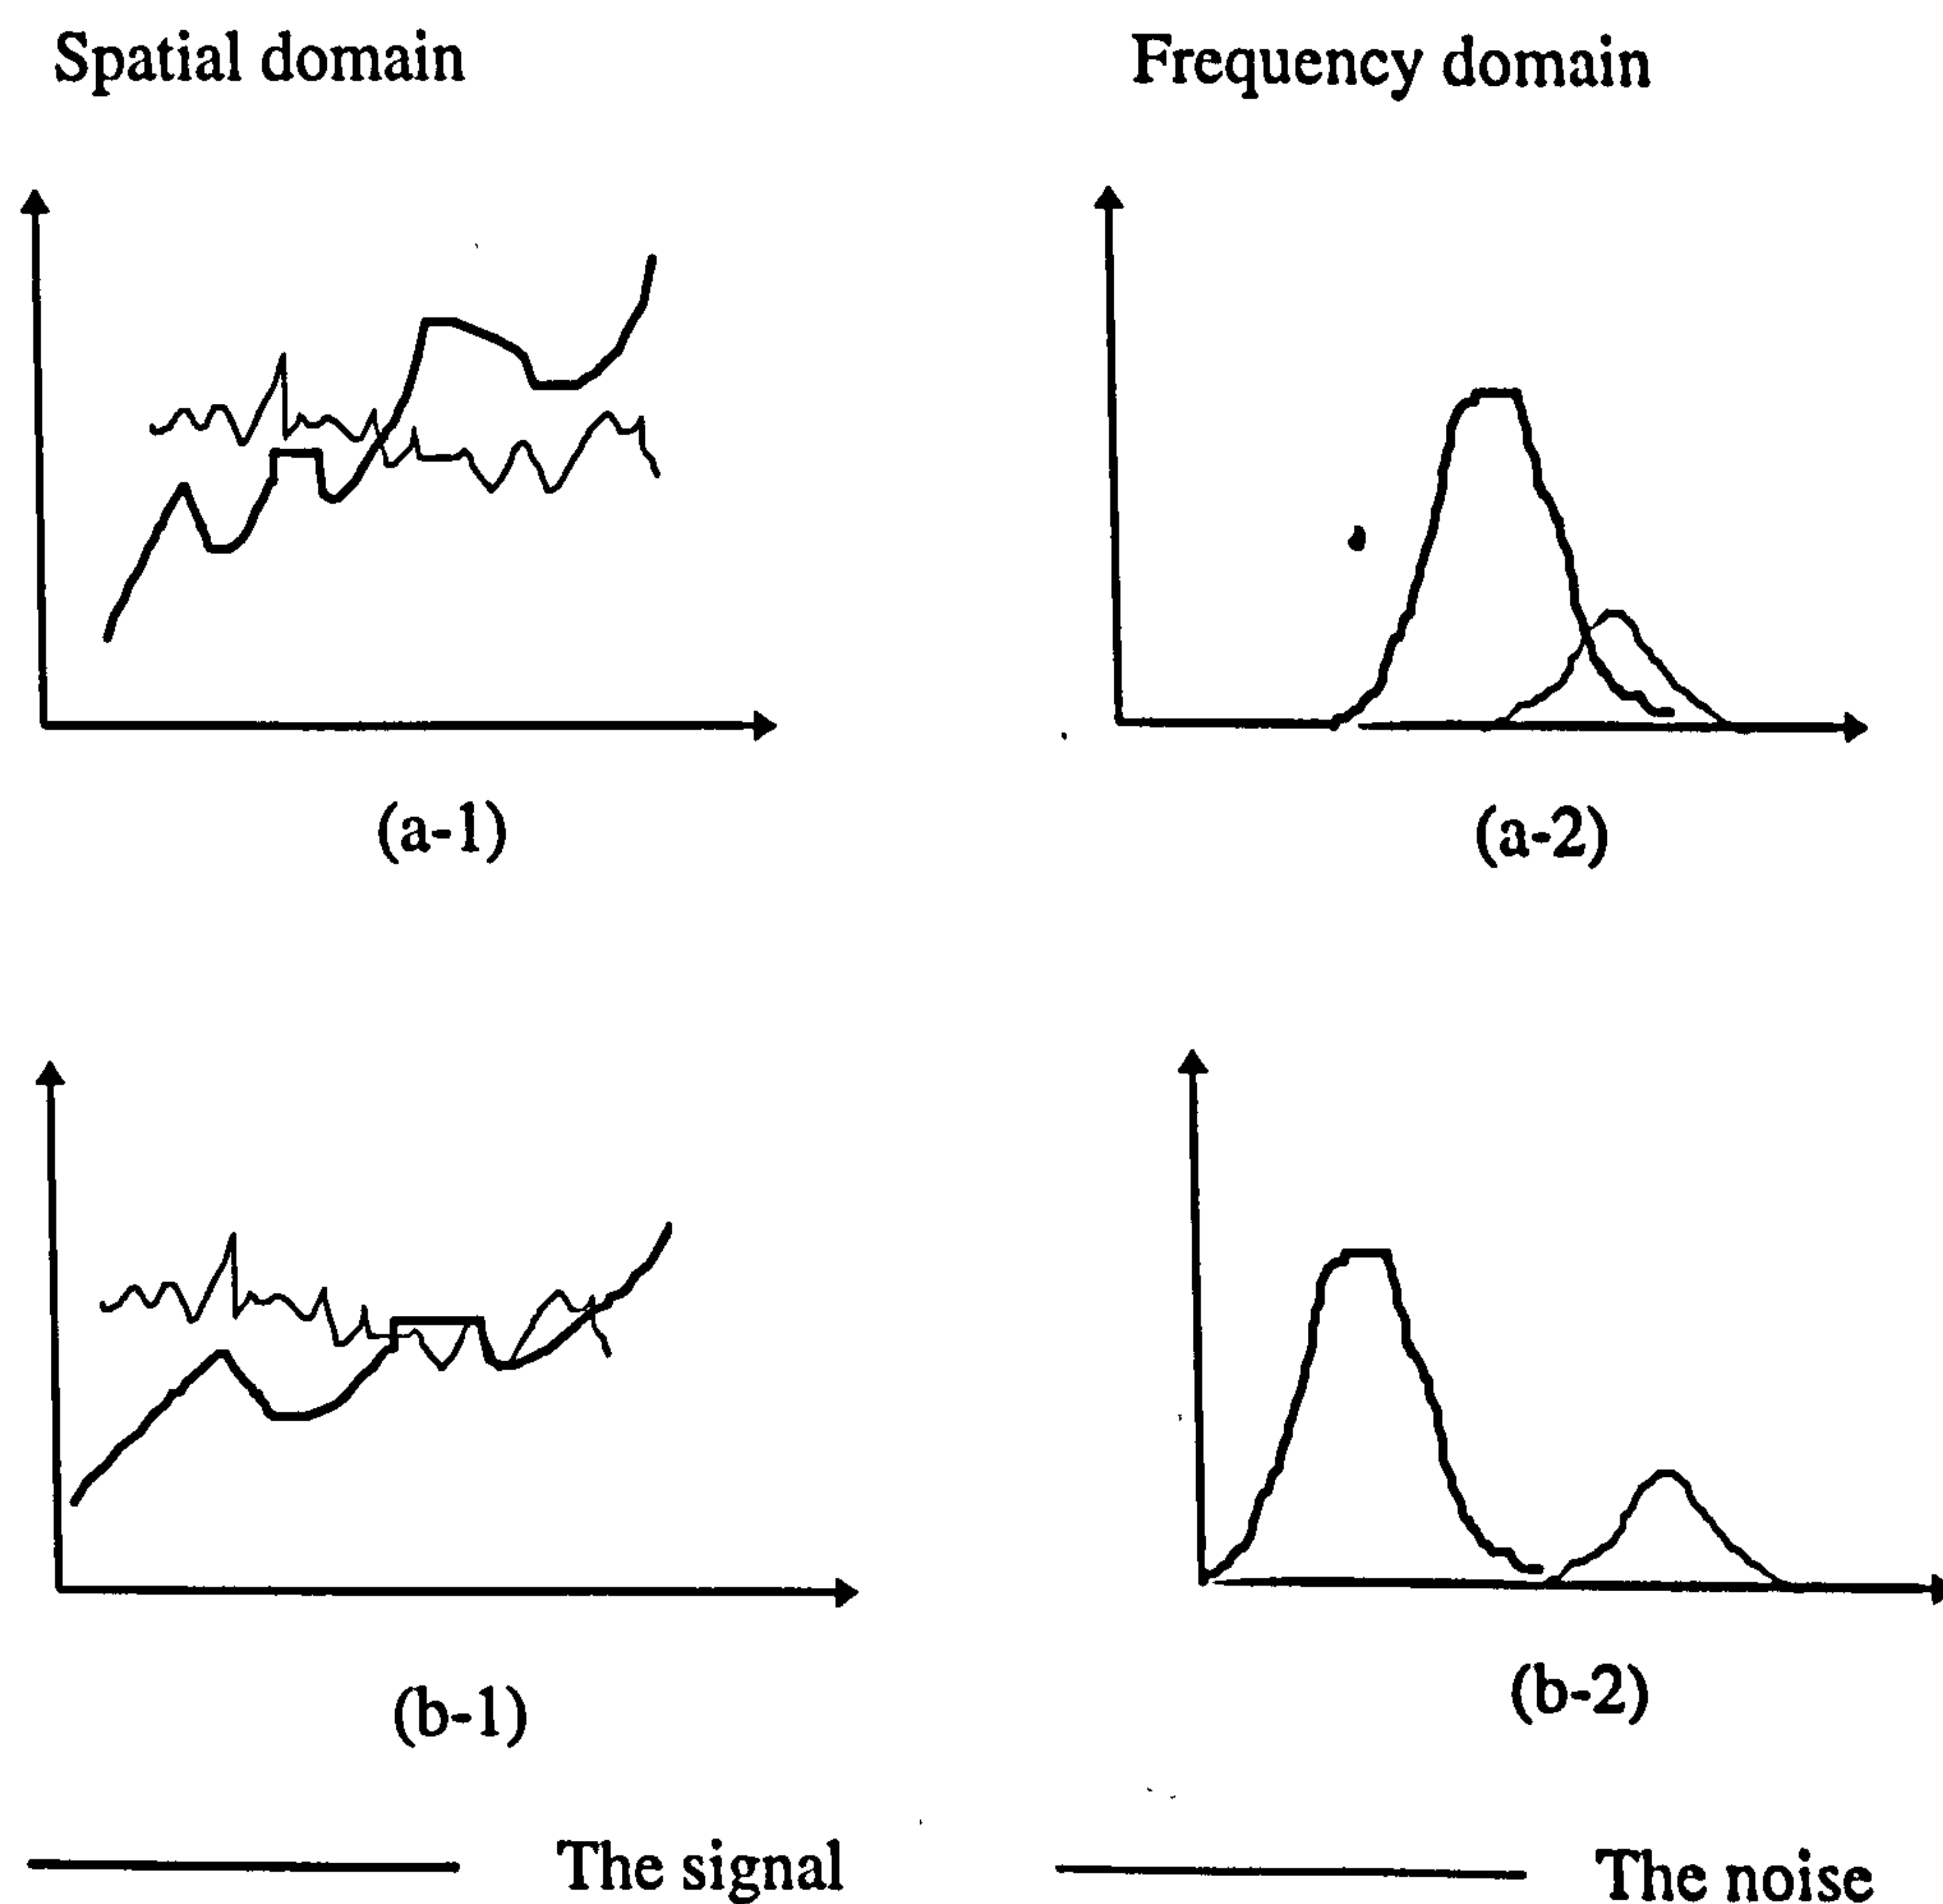 Spatial domain
Frequency domain
(a-1)
(a-2)
(b-1)
(b-2)
The signal
The noise